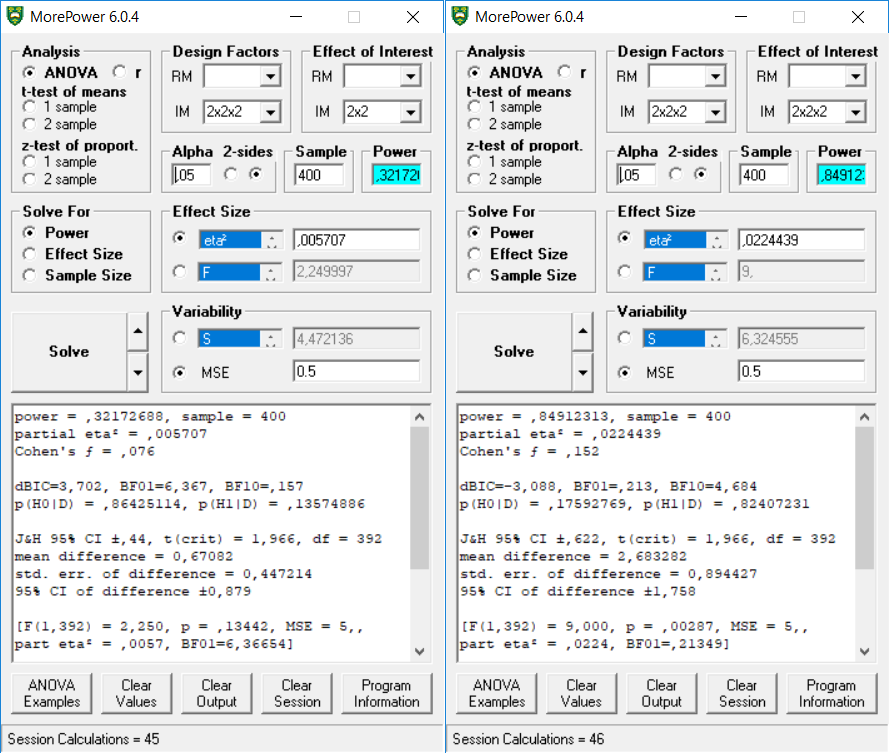 MorePower 6.0.4
Analysis
ANOVA r
t-test of means
1 sample
2 sample
z-test of proport.
1 sample
2 sample
Design Factors
RM
IM 2x2x2
Effect of Interest
RM
IM 2x2
Alpha 2-sides
,05
Sample
400
Power
,321726
Solve For
Power
Effect Size
Sample Size
Effect Size
eta² ,005707
F 2,249997
Variability
S 4,472136
MSE 0.5
Solve
power = ,32172688, sample = 400
partial eta² = ,005707
Cohen's ƒ = ,076
dBIC=3,702, BF01=6,367, BF10=,157
p(H0|D) = ,86425114, p(H1|D) = ,13574886
J&H 95% CI ±,44, t(crit) = 1,966, df = 392
mean difference = 0,67082
std. err. of difference = 0,447214
95% CI of difference ±0,879
[F(1,392) = 2,250, p = ,13442, MSE = 5,,
part eta² = ,0057, BF01=6,36654]
ANOVA Examples
Clear Values
Clear Output
Clear Session
Program Information
Session Calculations = 45
MorePower 6.0.4
Analysis
ANOVA r
t-test of means
1 sample
2 sample
z-test of proport.
1 sample
2 sample
Design Factors
RM
IM 2x2x2
Effect of Interest
RM
IM 2x2x2
Alpha 2-sides
,05
Sample
400
Power
,84912
Solve For
Power
Effect Size
Sample Size
Effect Size
eta² ,0224439
F 9,
Variability
S 6,324555
MSE 0.5
Solve
power = ,84912313, sample = 400
partial eta² = ,0224439
Cohen's ƒ = ,152
dBIC=-3,088, BF01=,213, BF10=4,684
p(H0|D) = ,17592769, p(H1|D) = ,82407231
J&H 95% CI ±,622, t(crit) = 1,966, df = 392
mean difference = 2,683282
std. err. of difference = 0,894427
95% CI of difference ±1,758
[F(1,392) = 9,000, p = ,00287, MSE = 5,,
part eta² = ,0224, BF01=,21349]
ANOVA Examples
Clear Values
Clear Output
Clear Session
Program Information
Session Calculations = 46